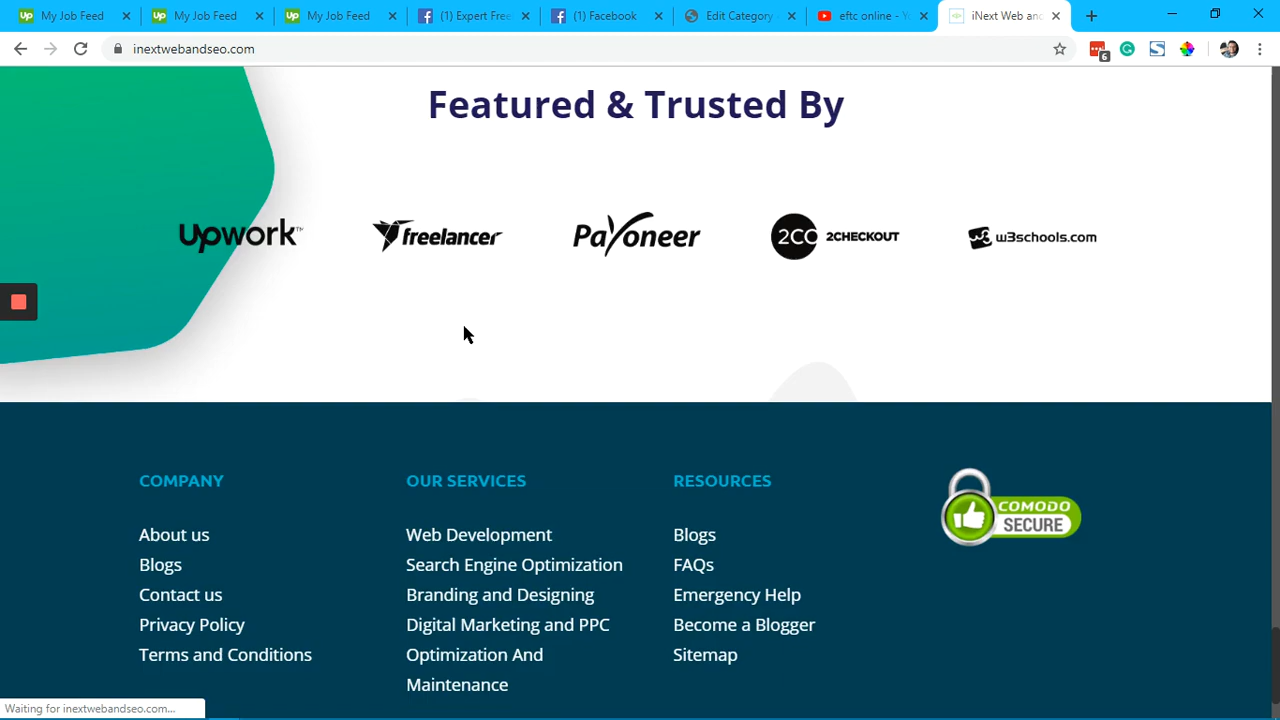 My Job Feed
My Job Feed
My Job Feed
(1) Expert Free
(1) Facebook
Edit Category
eftc online - Y
iNext Web and
inextwebandseo.com
6
Featured & Trusted By
upwork™
freelancer
Payoneer
2CO 2CHECKOUT
w3schools.com
COMPANY
OUR SERVICES
RESOURCES
COMODO
SECURE
About us
Web Development
Blogs
Blogs
Search Engine Optimization
FAQs
Contact us
Branding and Designing
Emergency Help
Privacy Policy
Digital Marketing and PPC
Become a Blogger
Terms and Conditions
Optimization And
Maintenance
Sitemap
Waiting for inextwebandseo.com...